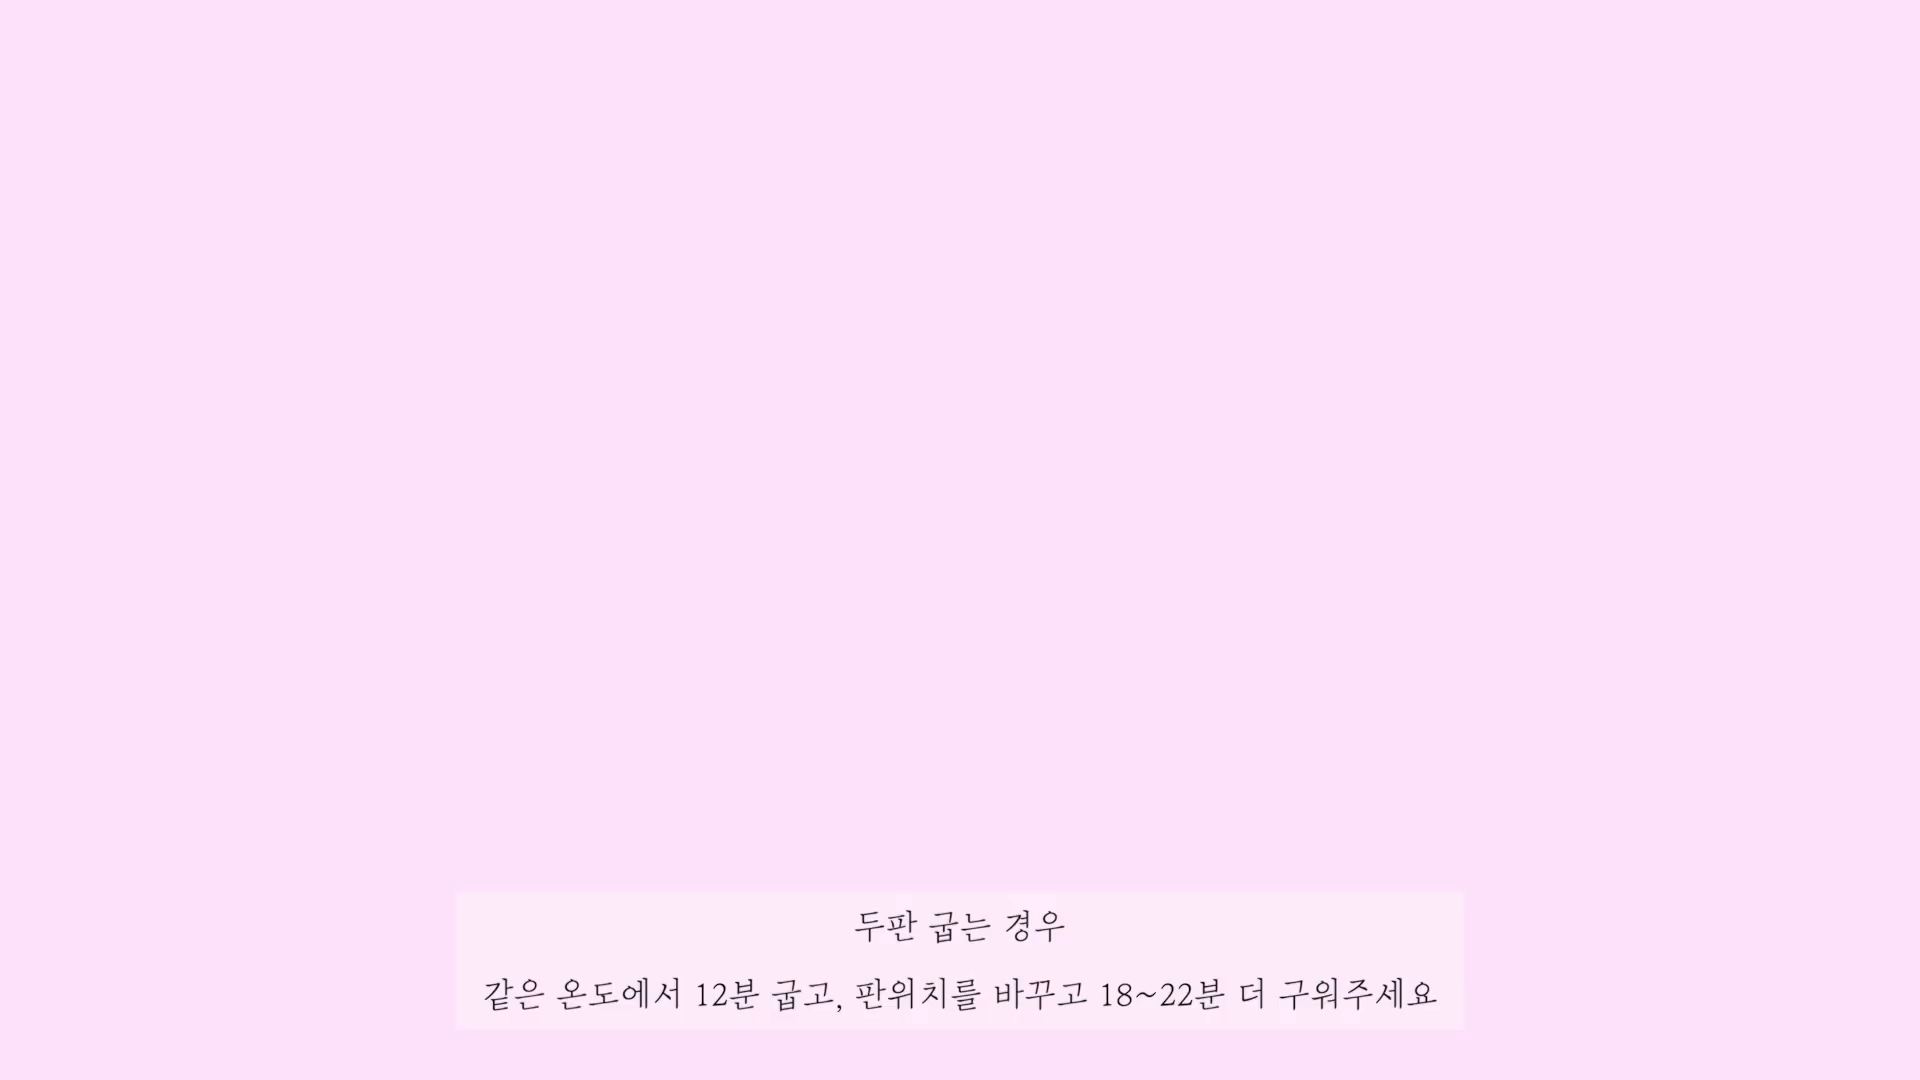 두판 굽는 경우
같은 온도에서 12분 굽고, 판위치를 바꾸고 18~22분 더 구워주세요